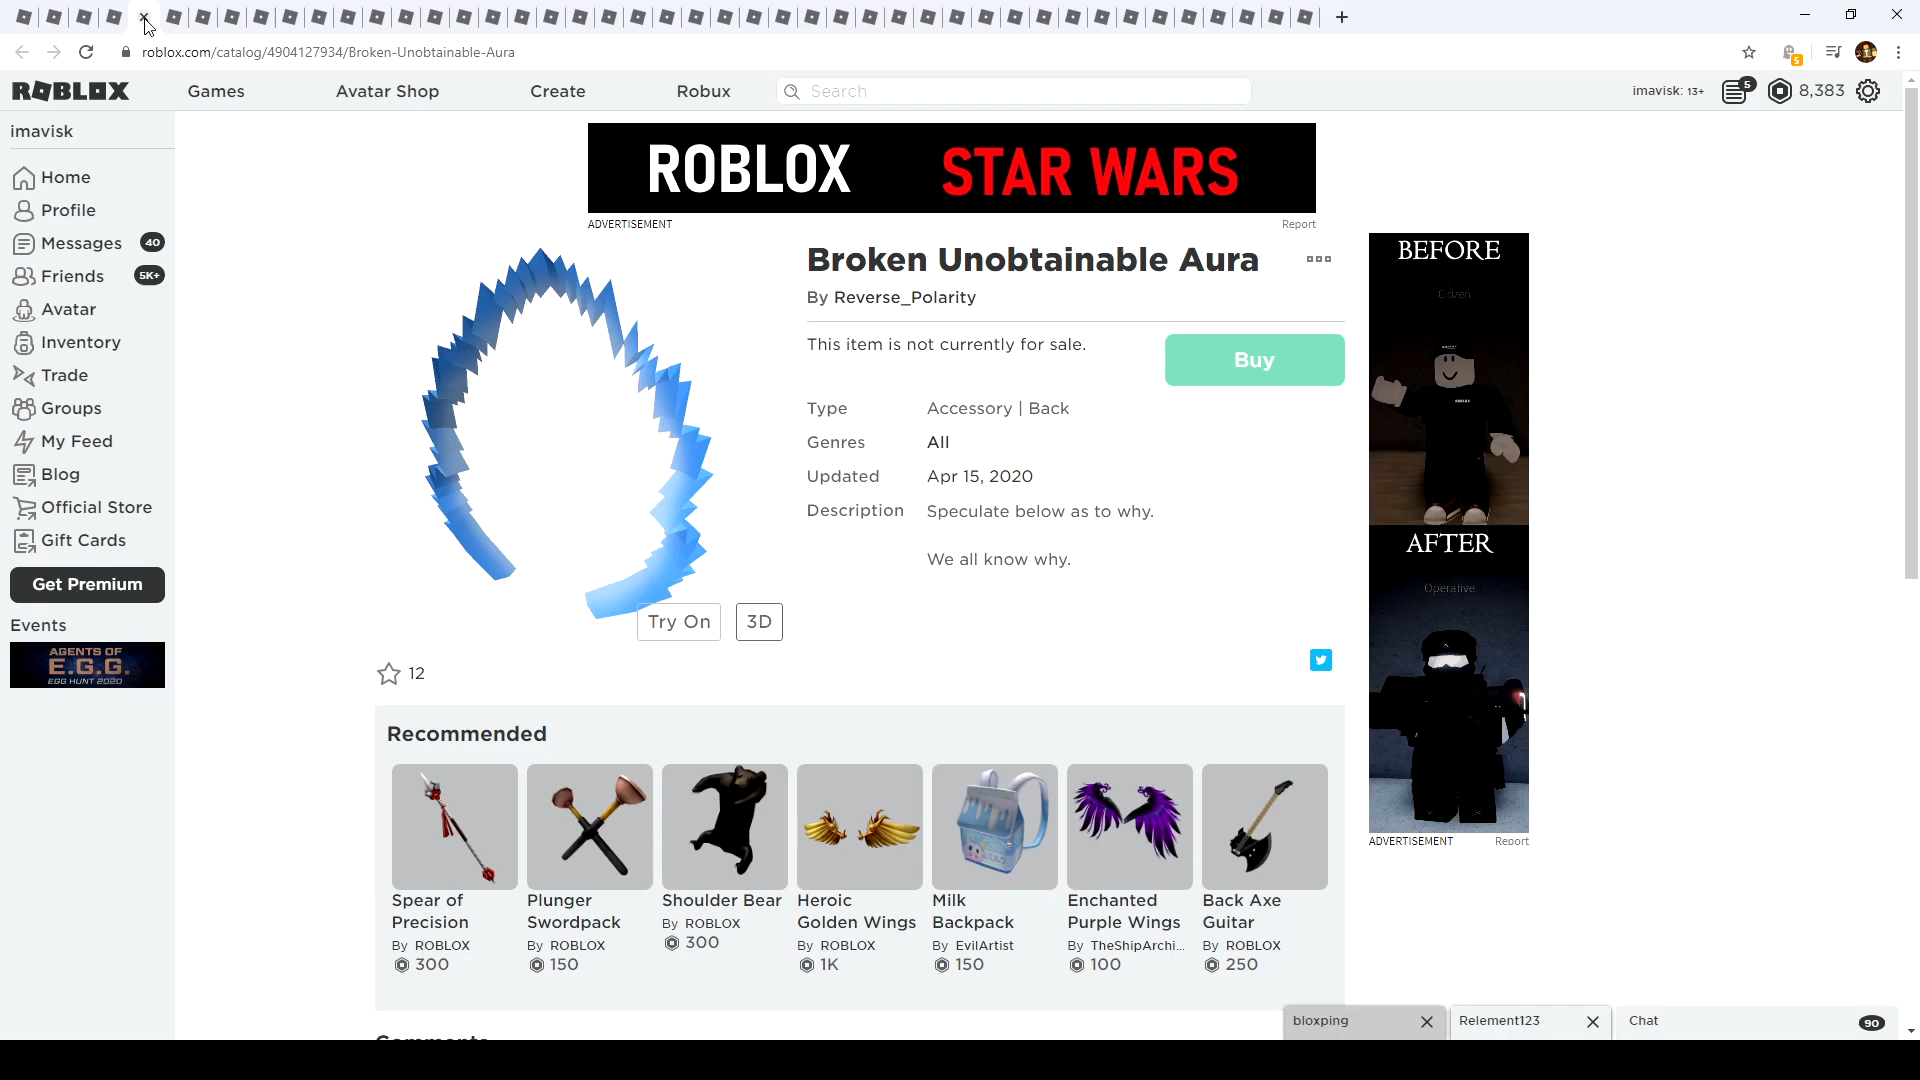 roblox.com/catalog/4904127934/Broken-Unobtainable-Aura
5
ROBLOX
Games
Avatar Shop
Create
Robux
Search
imavisk: 13+
5
8,383
imavisk
Home
Profile
Messages 40
Friends 5K+
Avatar
Inventory
Trade
Groups
My Feed
Blog
Official Store
Gift Cards
Get Premium
Events
AGENTS OF
E.G.G.
EGG HUNT 2020
ROBLOX STAR WARS
ADVERTISEMENT
Report
Broken Unobtainable Aura
By Reverse_Polarity
This item is not currently for sale.
Buy
Type Accessory | Back
Genres All
Updated Apr 15, 2020
Description Speculate below as to why.
We all know why.
Try On
3D
12
BEFORE
Citizen
ROBLOX
AFTER
Operative
ADVERTISEMENT
Report
Recommended
Spear of
Precision
By ROBLOX
300
Plunger
Swordpack
By ROBLOX
150
Shoulder Bear
By ROBLOX
300
Heroic
Golden Wings
By ROBLOX
1K
Milk
Backpack
By EvilArtist
150
Enchanted
Purple Wings
By TheShipArchi...
100
Back Axe
Guitar
By ROBLOX
250
Comments
bloxping
Relement123
Chat
90